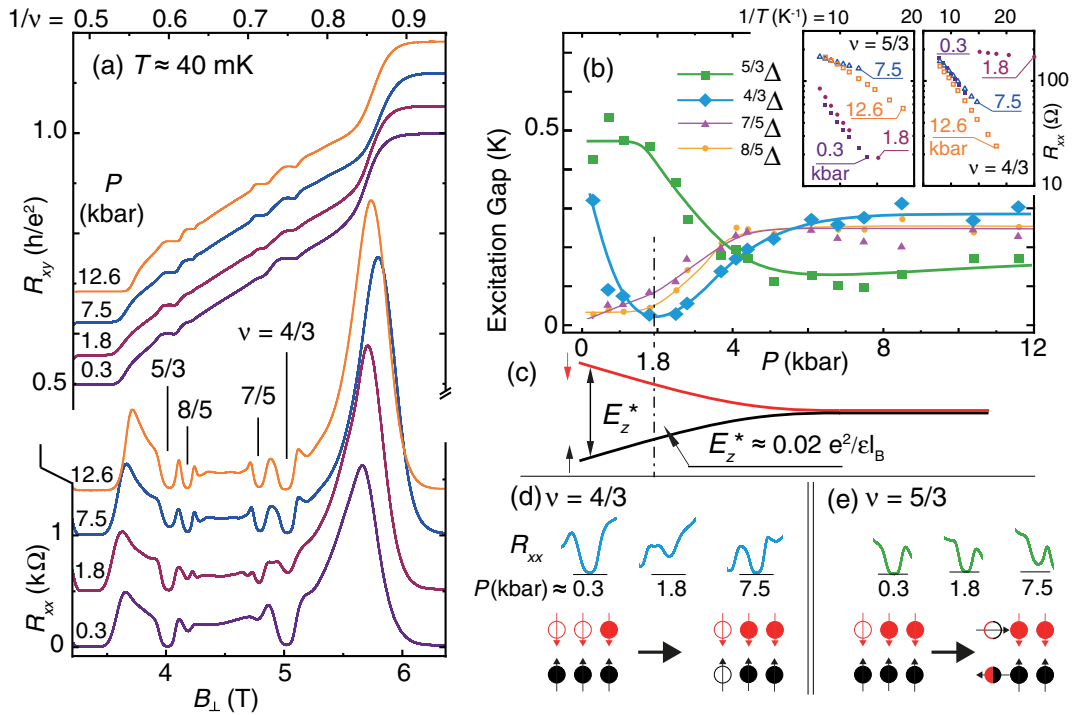 1/ν = 0.5 0.6 0.7 0.8 0.9
(a) T ≈ 40 mK
R_xy (h/e²)
1.0
0.5
P
(kbar)
12.6
7.5
1.8
0.3
ν = 4/3
5/3
8/5
7/5
12.6
7.5
1.8
0.3
R_xx (kΩ)
1
0
4.0 5.0 6
B_⊥ (T)
(b)
5/3Δ
4/3Δ
7/5Δ
8/5Δ
Excitation Gap (K)
0.5
0
0 1.8 4 8 12
P (kbar)
1/T (K⁻¹) = 10 20 10 20
ν = 5/3
7.5
12.6
0.3
kbar
1.8
0.3
1.8
7.5
12.6
kbar
ν = 4/3
100
10
R_xx (Ω)
(c)
E_z*
E_z* ≈ 0.02 e²/εl_B
(d) ν = 4/3
R_xx
P(kbar) ≈ 0.3 1.8 7.5
(e) ν = 5/3
0.3 1.8 7.5